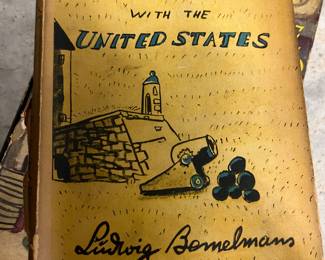 WITH THE
UNITED STATES
Ludwig Bemelmans